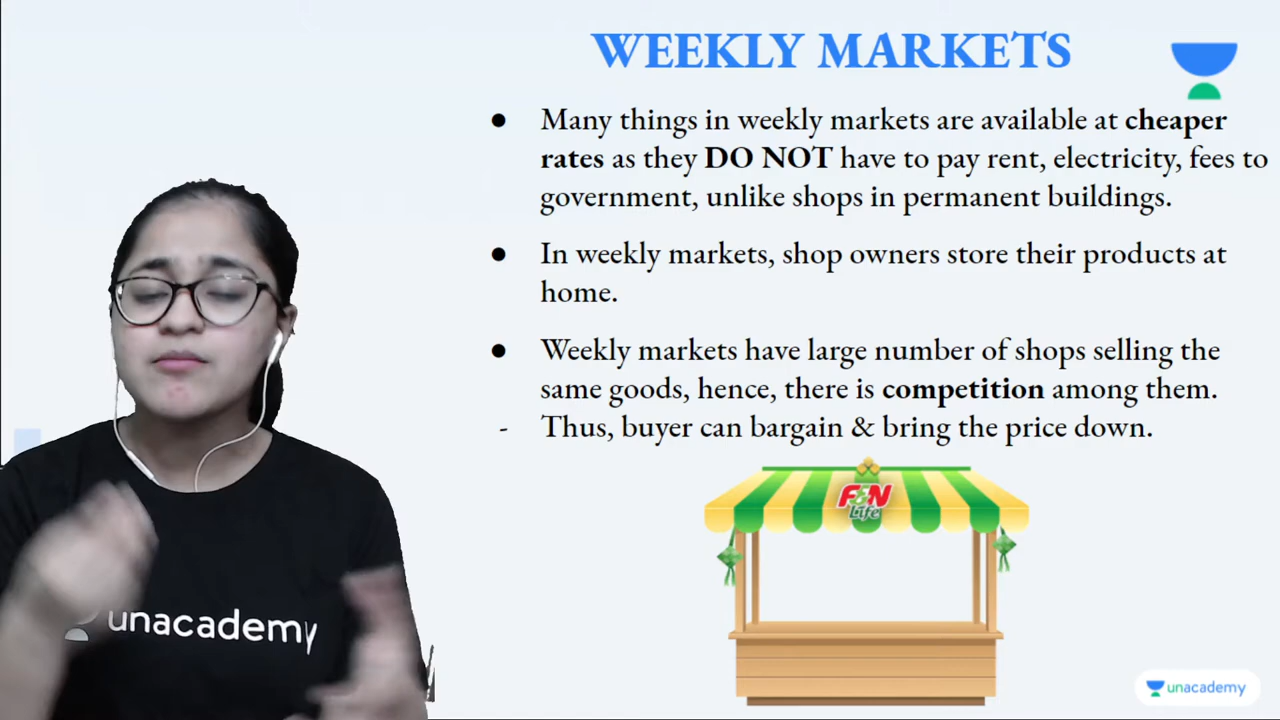 WEEKLY MARKETS
● Many things in weekly markets are available at cheaper
rates as they DO NOT have to pay rent, electricity, fees to
government, unlike shops in permanent buildings.
● In weekly markets, shop owners store their products at
home.
● Weekly markets have large number of shops selling the
same goods, hence, there is competition among them.
- Thus, buyer can bargain & bring the price down.
F&N
Life
unacademy
unacademy